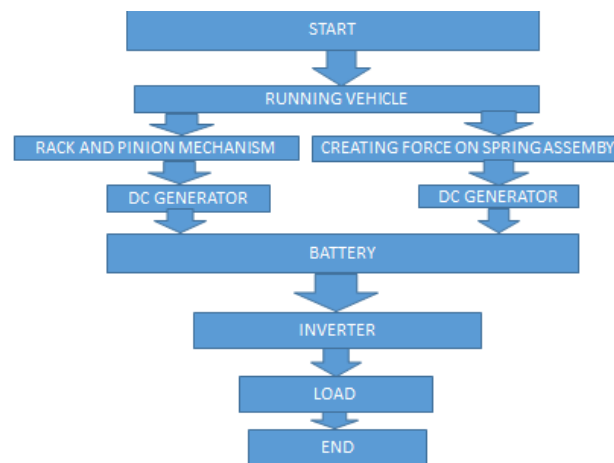 START
RUNNING VEHICLE
RACK AND PINION MECHANISM
CREATING FORCE ON SPRING ASSEMBY
DC GENERATOR
DC GENERATOR
BATTERY
INVERTER
LOAD
END